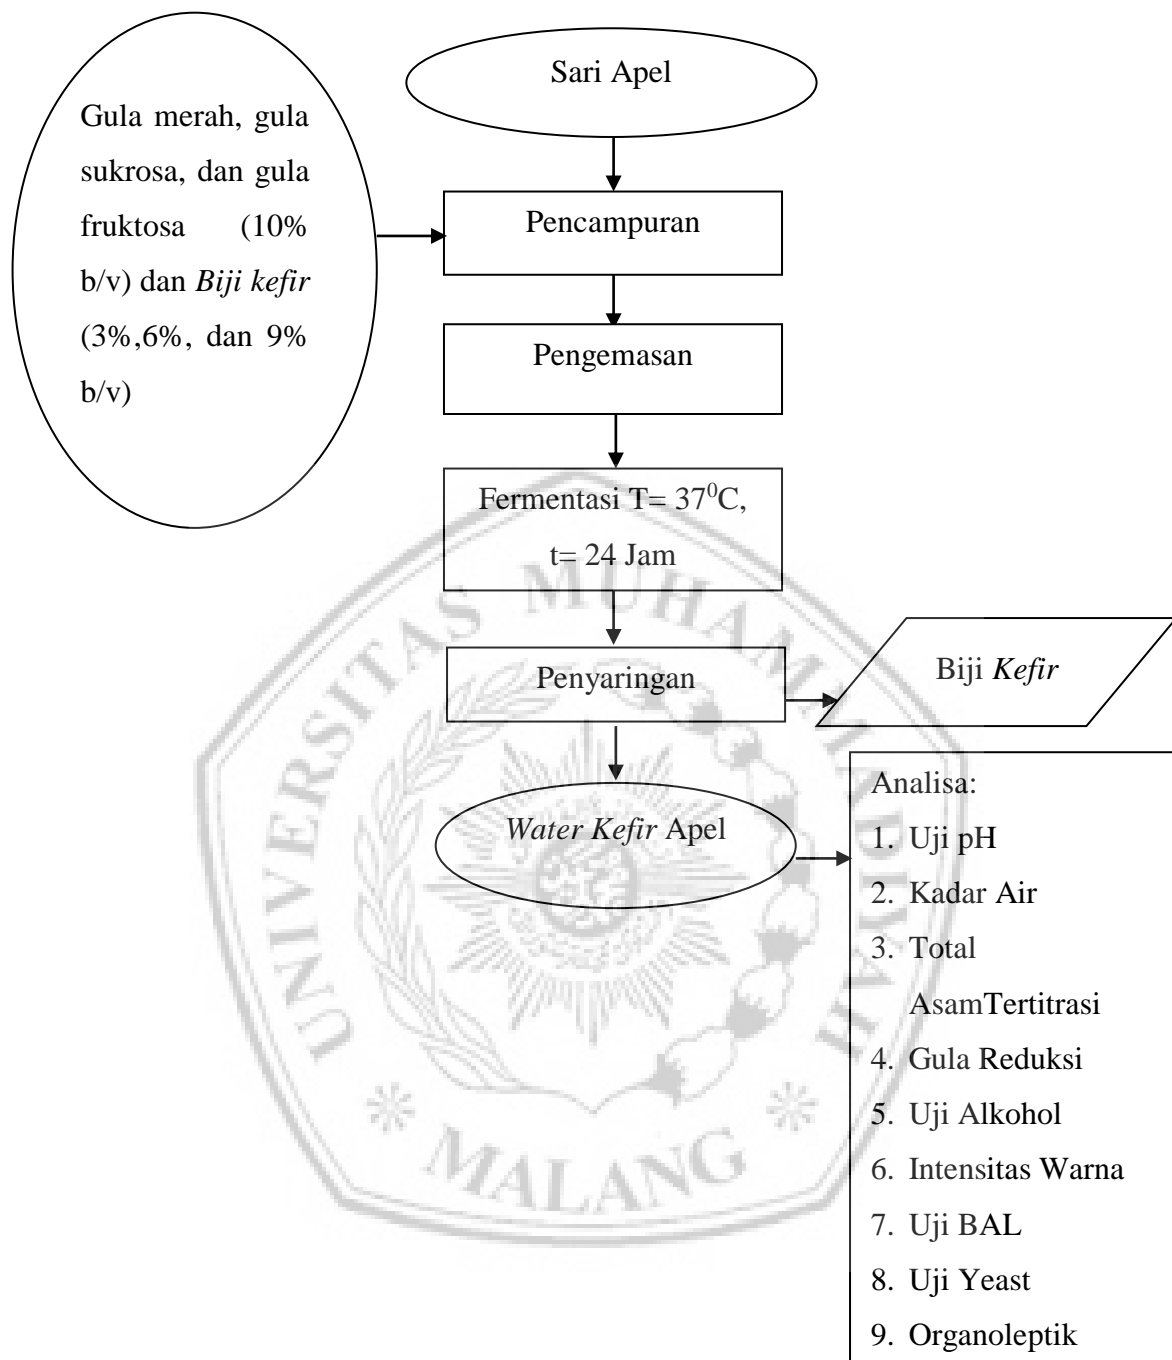 Sari Apel
Gula merah, gula
sukrosa, dan gula
fruktosa (10%
b/v) dan Biji kefir
(3%,6%, dan 9%
b/v)
Pencampuran
Pengemasan
Fermentasi T= 37⁰C,
t= 24 Jam
Penyaringan
Biji Kefir
Water Kefir Apel
Analisa:
1. Uji pH
2. Kadar Air
3. Total
AsamTertitrasi
4. Gula Reduksi
5. Uji Alkohol
6. Intensitas Warna
7. Uji BAL
8. Uji Yeast
9. Organoleptik
UNIVERSITAS MUHAMMADIYAH
MALANG